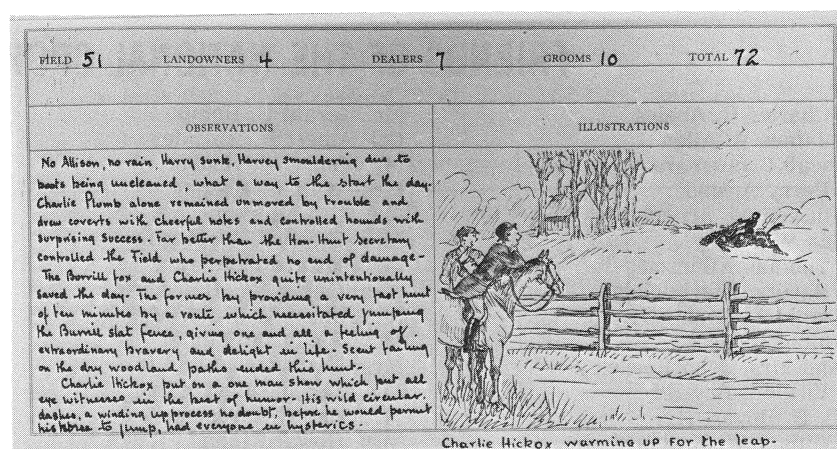 FIELD 51 LANDOWNERS 4 DEALERS 7 GROOMS 10 TOTAL 72
OBSERVATIONS
ILLUSTRATIONS
No Allison, no rain, Harry sunk, Harvey smouldering due to
boots being uncleaned, what a way to the start the day.
Charlie Plumb alone remained unmoved by trouble and
drew coverts with cheerful notes and controlled hounds with
surprising success. Far better than the Hon. Hunt Secretary
controlled the Field who perpetrated no end of damage-
The Burrill fox and Charlie Hickox quite unintentionally
saved the day. The former by providing a very fast hunt
of ten minutes by a route which necessitated jumping
the Burrill slat fence, giving one and all a feeling of
extraordinary bravery and delight in life. Scent failing
on the dry woodland paths ended this hunt-
Charlie Hickox put on a one man show which put all
eye witnesses in the best of humor. His wild circular
dashes, a winding up process no doubt, before he would permit
his horse to jump, had everyone in hysterics.
Charlie Hickox warming up for the leap-